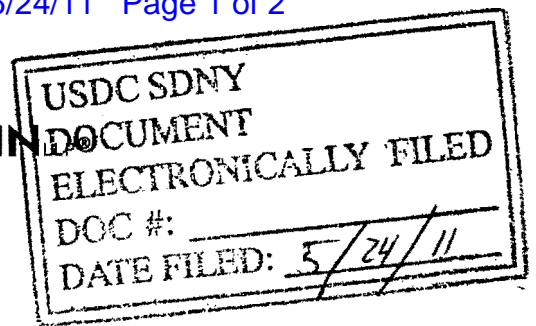 5/24/11 Page 1 of 2
USDC SDNY
DOCUMENT
ELECTRONICALLY FILED
DOC #:
DATE FILED: 5/24/11